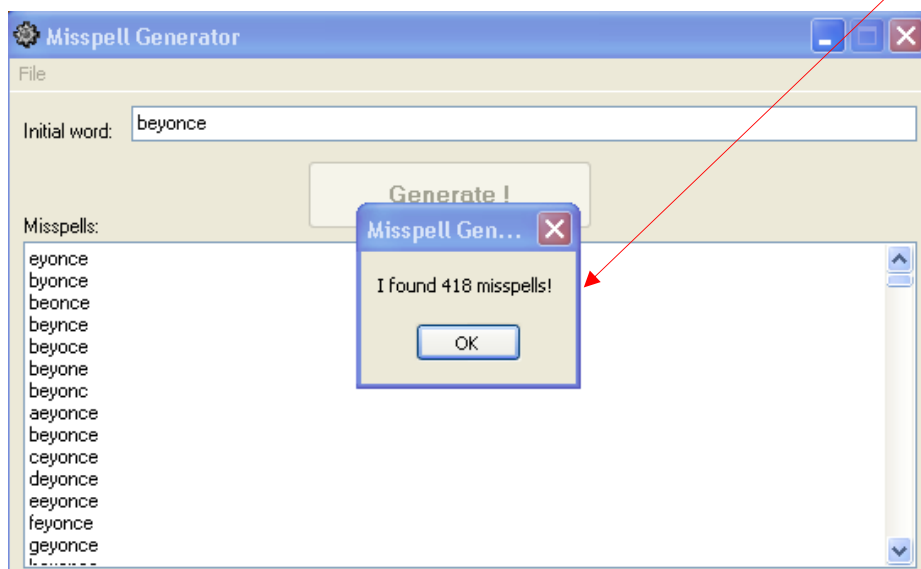 Misspell Generator
File
Initial word: beyonce
Generate !
Misspells:
Misspell Gen...
I found 418 misspells!
OK
eyonce
byonce
beonce
beynce
beyoce
beyone
beyonc
aeyonce
beyonce
ceyonce
deyonce
eeyonce
feyonce
geyonce